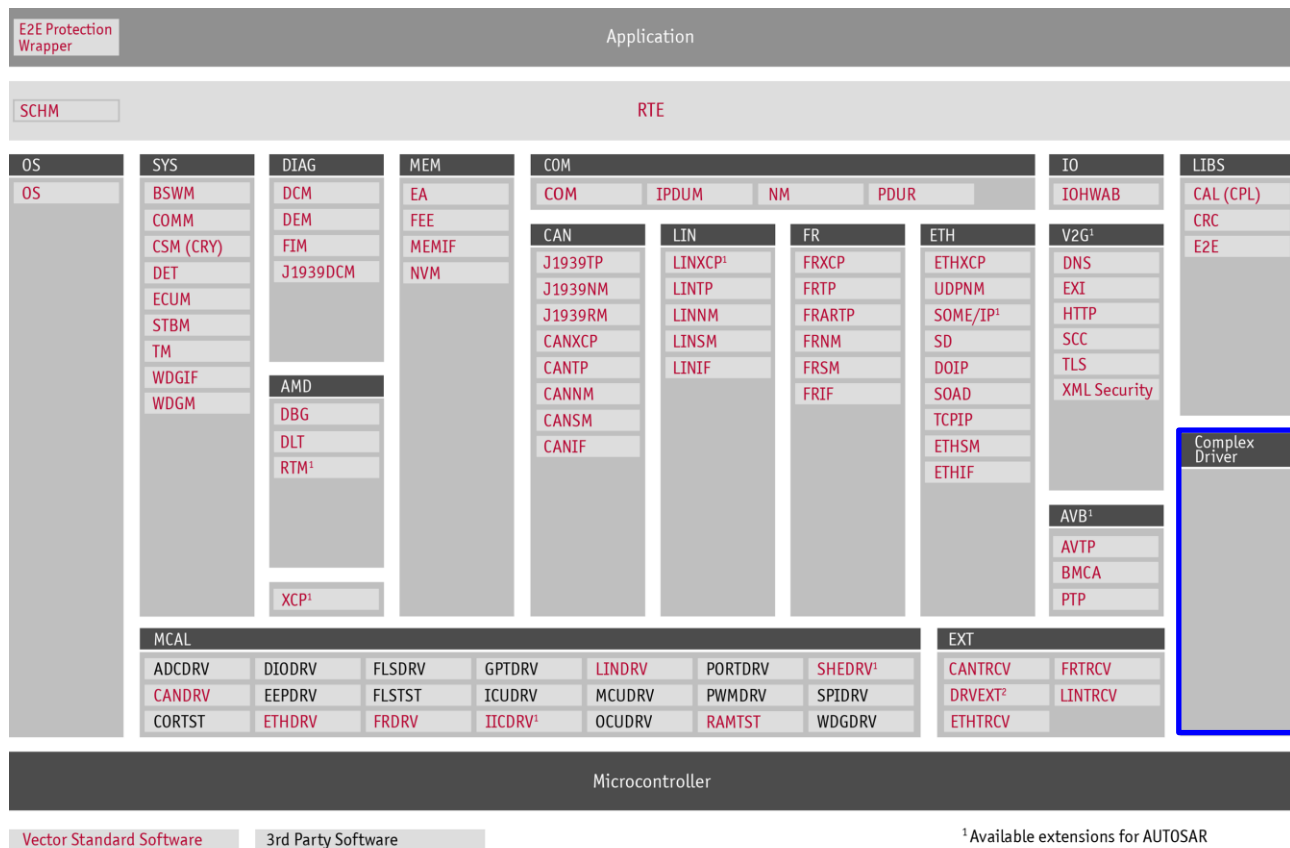 E2E Protection
Wrapper
Application
SCHM
RTE
OS
OS
SYS
BSWM
COMM
CSM (CRY)
DET
ECUM
STBM
TM
WDGIF
WDGM
DIAG
DCM
DEM
FIM
J1939DCM
AMD
DBG
DLT
RTM¹
XCP¹
MEM
EA
FEE
MEMIF
NVM
COM
COM
IPDUM
NM
PDUR
CAN
J1939TP
J1939NM
J1939RM
CANXCP
CANTP
CANNM
CANSM
CANIF
LIN
LINXCP¹
LINTP
LINNM
LINSM
LINIF
FR
FRXCP
FRTP
FRARTP
FRNM
FRSM
FRIF
ETH
ETHXCP
UDPNM
SOME/IP¹
SD
DOIP
SOAD
TCPIP
ETHSM
ETHIF
IO
IOHWAB
V2G¹
DNS
EXI
HTTP
SCC
TLS
XML Security
AVB¹
AVTP
BMCA
PTP
LIBS
CAL (CPL)
CRC
E2E
Complex
Driver
MCAL
ADCDRV DIODRV FLSDRV GPTDRV LINDRV PORTDRV SHEDRV¹
CANDRV EEPDRV FLSTST ICUDRV MCUDRV PWMDRV SPIDRV
CORTST ETHDRV FRDRV IICDRV¹ OCUDRV RAMTST WDGDRV
EXT
CANTRCV FRTRCV
DRVEXT² LINTRCV
ETHTRCV
Microcontroller
Vector Standard Software
3rd Party Software
¹ Available extensions for AUTOSAR